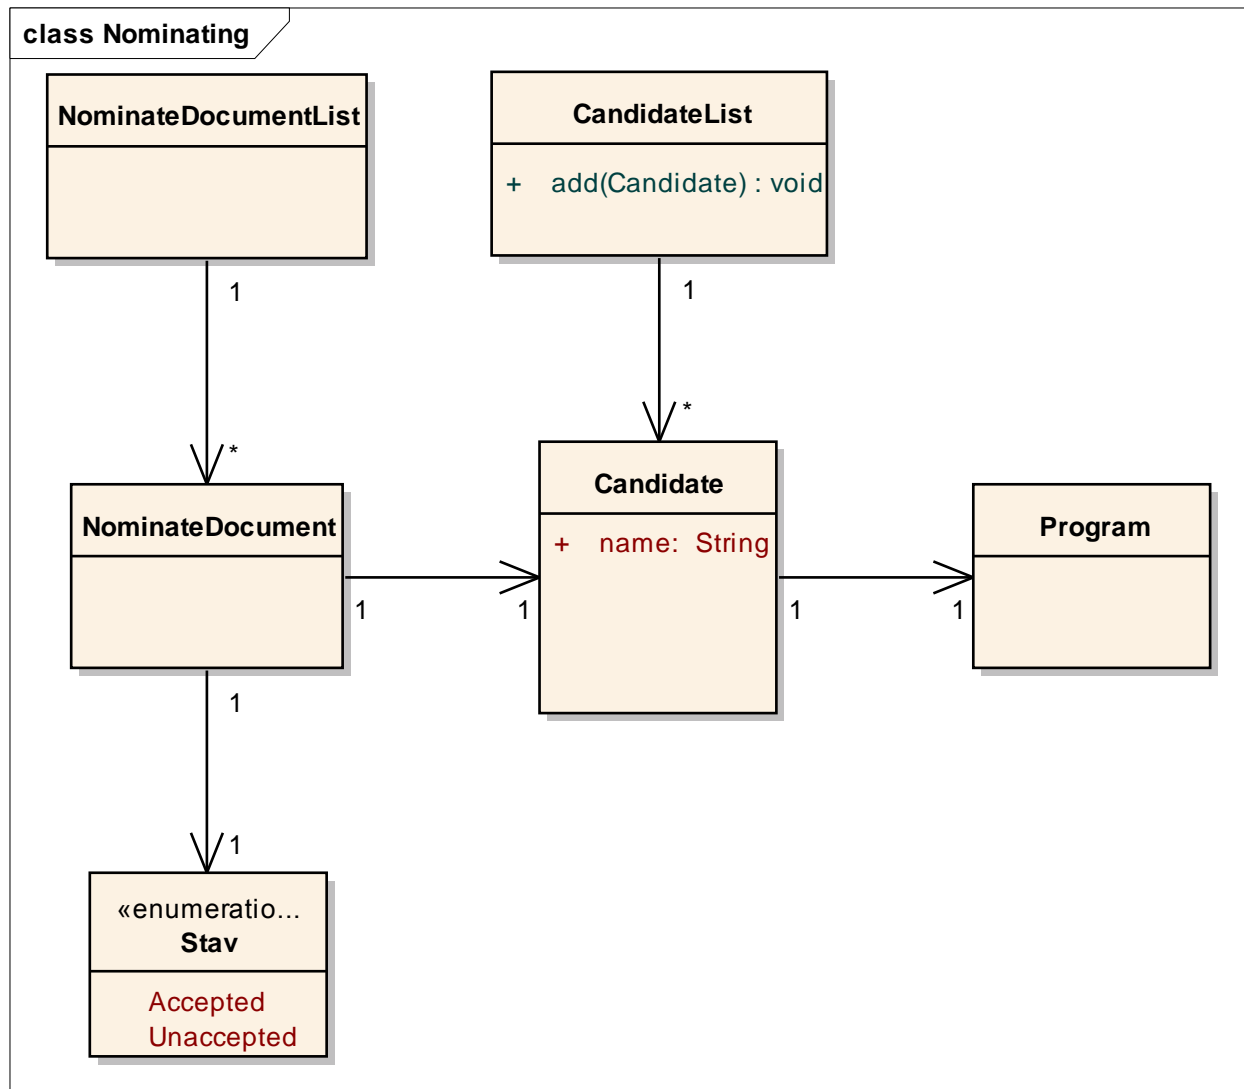 class Nominating
NominateDocumentList
CandidateList
+ add(Candidate) : void
1
1
*
*
NominateDocument
Candidate
+ name: String
Program
1
1
1
1
1
1
«enumeratio...
Stav
Accepted
Unaccepted